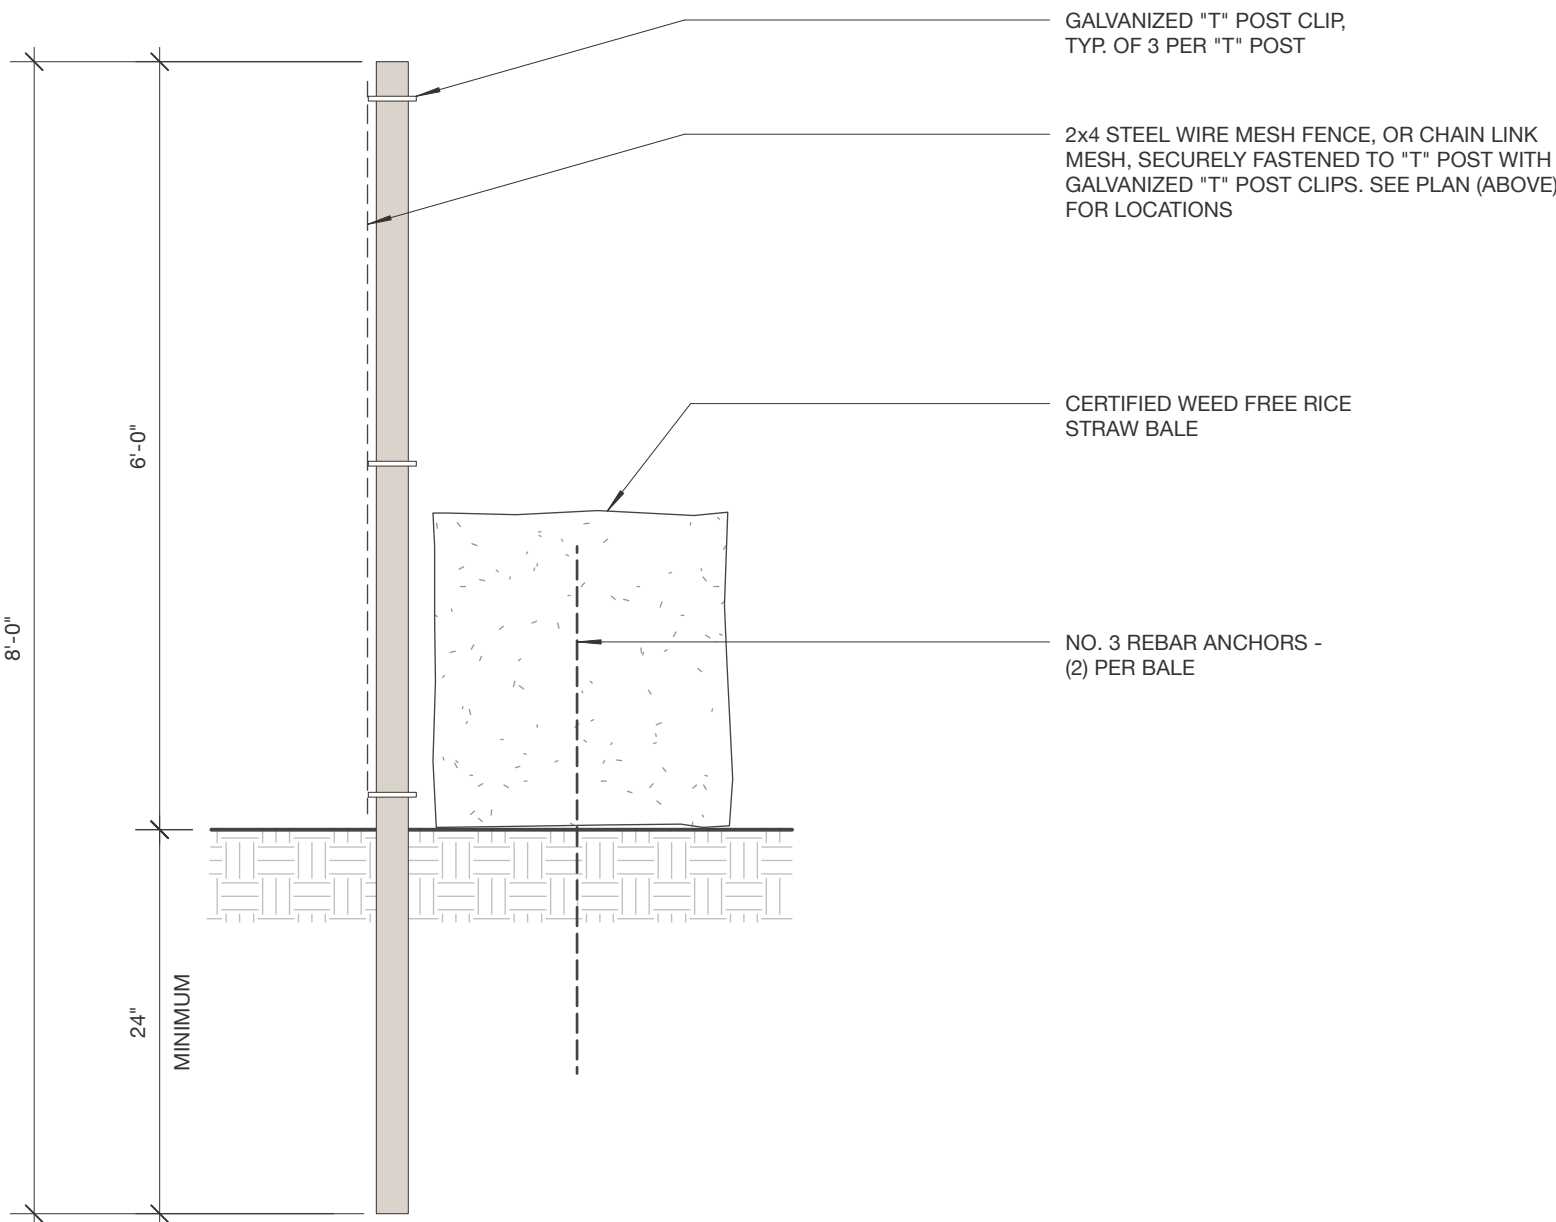 GALVANIZED "T" POST CLIP,
TYP. OF 3 PER "T" POST
2x4 STEEL WIRE MESH FENCE, OR CHAIN LINK
MESH, SECURELY FASTENED TO "T" POST WITH
GALVANIZED "T" POST CLIPS. SEE PLAN (ABOVE)
FOR LOCATIONS
CERTIFIED WEED FREE RICE
STRAW BALE
NO. 3 REBAR ANCHORS -
(2) PER BALE
8'-0"
6'-0"
24"
MINIMUM